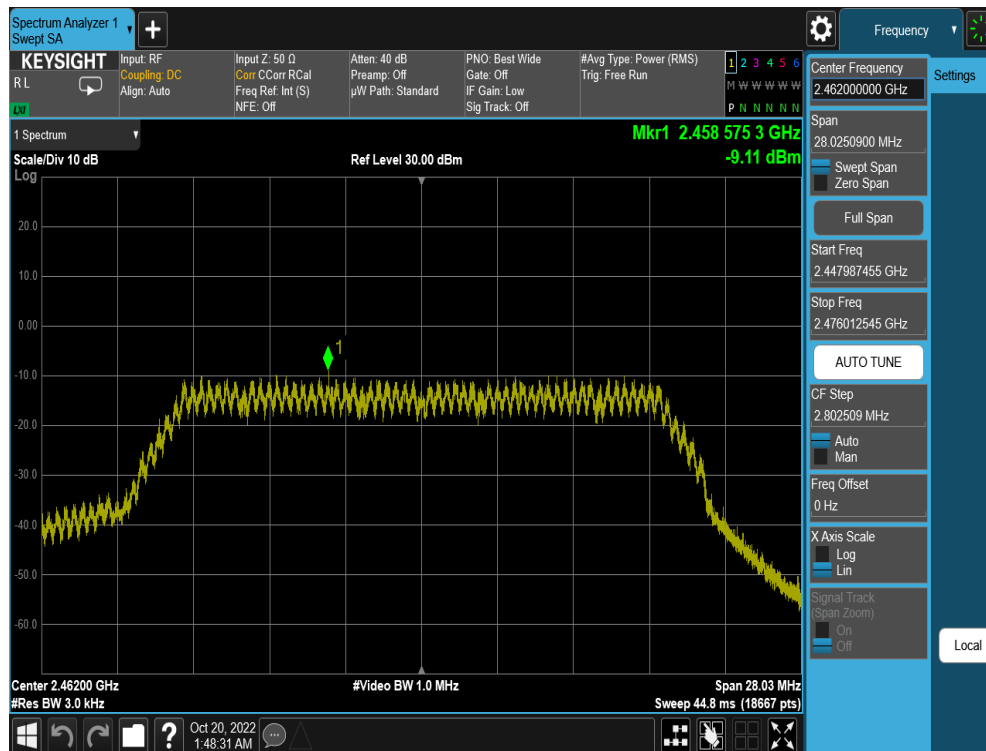 Spectrum Analyzer 1
Swept SA
+
Frequency
KEYSIGHT
R L
LXI
Input: RF
Coupling: DC
Align: Auto
Input Z: 50 Ω
Corr CCorr RCal
Freq Ref: Int (S)
NFE: Off
Atten: 40 dB
Preamp: Off
µW Path: Standard
PNO: Best Wide
Gate: Off
IF Gain: Low
Sig Track: Off
#Avg Type: Power (RMS)
Trig: Free Run
1 2 3 4 5 6
M W W W W W
P N N N N N
1 Spectrum
Mkr1 2.458 575 3 GHz
-9.11 dBm
Scale/Div 10 dB
Ref Level 30.00 dBm
Log
20.0
10.0
0.00
-10.0
-20.0
-30.0
-40.0
-50.0
-60.0
1
Center 2.46200 GHz
#Video BW 1.0 MHz
Span 28.03 MHz
#Res BW 3.0 kHz
Sweep 44.8 ms (18667 pts)
Center Frequency
2.462000000 GHz
Settings
Span
28.0250900 MHz
Swept Span
Zero Span
Full Span
Start Freq
2.447987455 GHz
Stop Freq
2.476012545 GHz
AUTO TUNE
CF Step
2.802509 MHz
Auto
Man
Freq Offset
0 Hz
X Axis Scale
Log
Lin
Signal Track
(Span Zoom)
On
Off
Local
?
Oct 20, 2022
1:48:31 AM